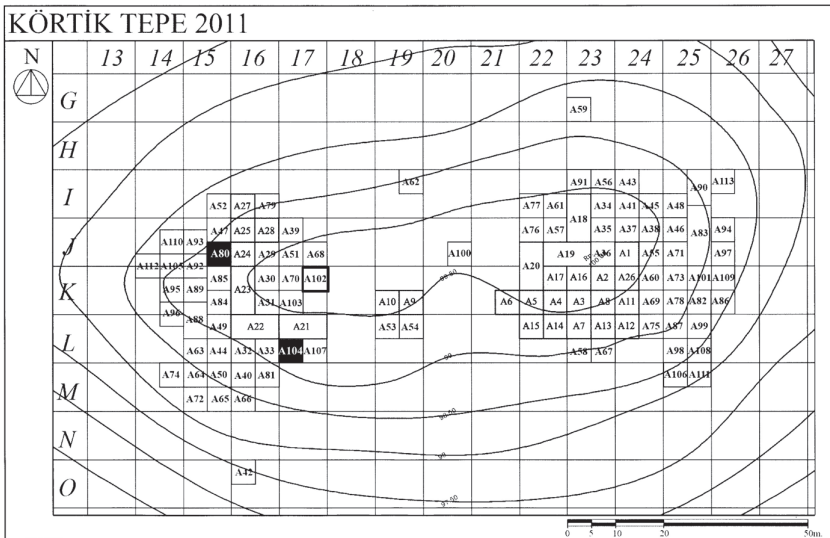 KÖRTİK TEPE 2011
N 13 14 15 16 17 18 19 20 21 22 23 24 25 26 27
G A59
H
A62 A91 A56 A43 A90 A113
I A52 A27 A79 A77 A61 A18 A34 A41 A45 A48
A47 A25 A28 A39 A76 A57 A35 A37 A38 A46 A83 A94
J A110 A93
A80 A24 A29 A51 A68 A100 A20 A19 A36 A1 A55 A71 A97
A112 A105 A92
A85 A23 A30 A70 A102 A17 A16 A2 A26 A60 A73 A101 A109
K A95 A89
A84 A31 A103 A10 A9 A6 A5 A4 A3 A8 A11 A69 A78 A82 A86
A96 A88
A49 A22 A21 A53 A54 A15 A14 A7 A13 A12 A75 A87 A99
L A63 A44 A32 A33 A104 A107 A58 A67 A98 A108
A74 A64 A50 A40 A81 A106 A111
M A72 A65 A66
N
O A42
99
98
97.50
0 5 10 20 50m.